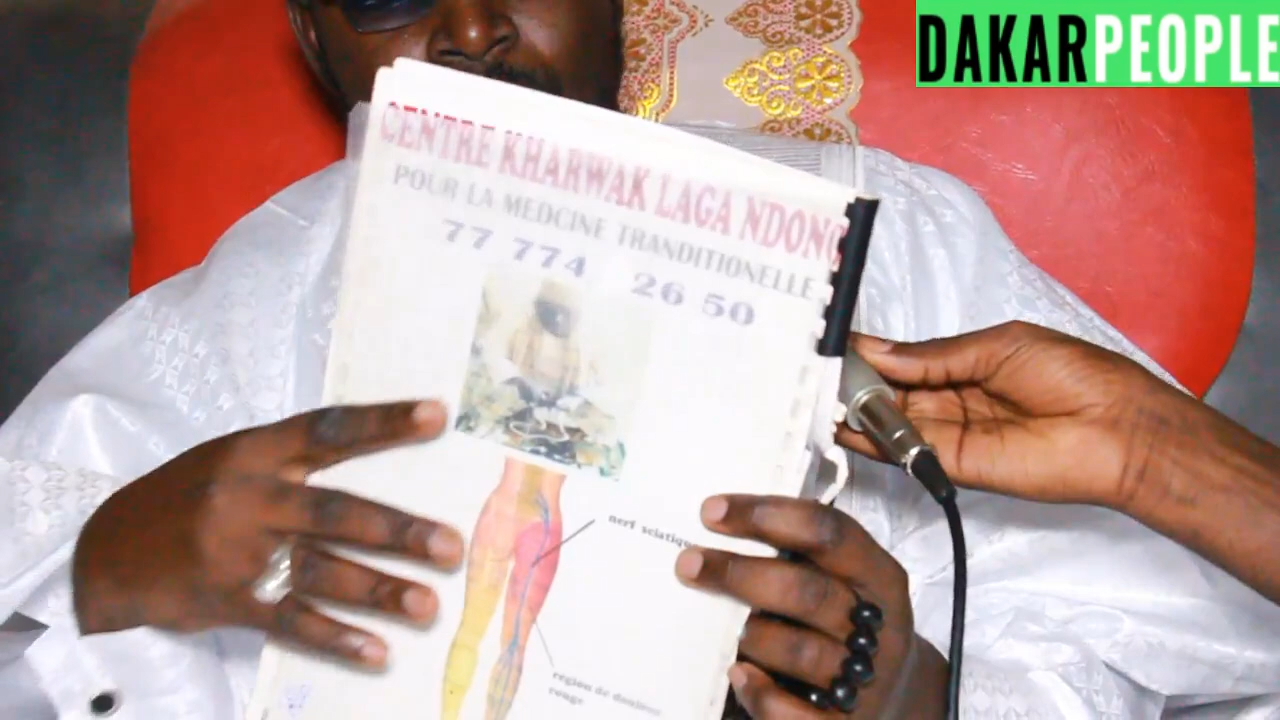 DAKARPEOPLE
CENTRE KHARWAK LAGA NDONG
POUR LA MEDCINE TRANDITIONELLE
77 774 26 50
nerf sciatique
region de douleur
rouge